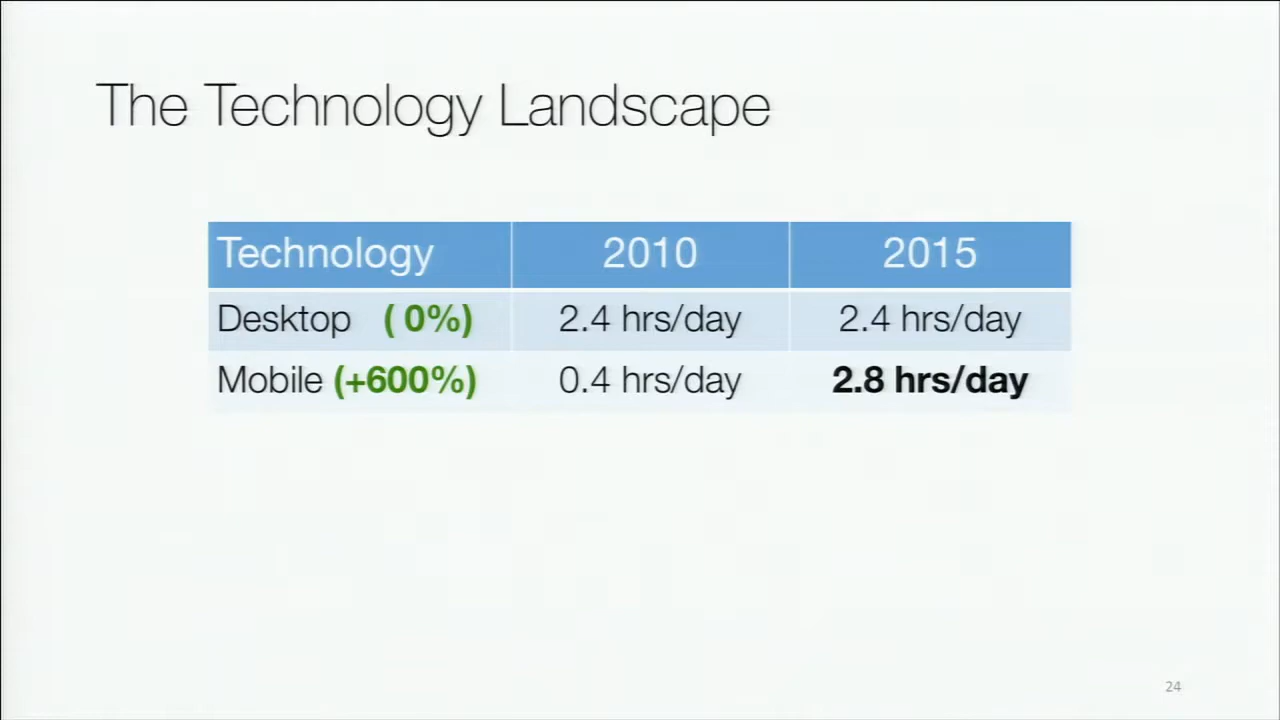 The Technology Landscape
Technology 2010 2015
Desktop ( 0%) 2.4 hrs/day 2.4 hrs/day
Mobile (+600%) 0.4 hrs/day 2.8 hrs/day
24